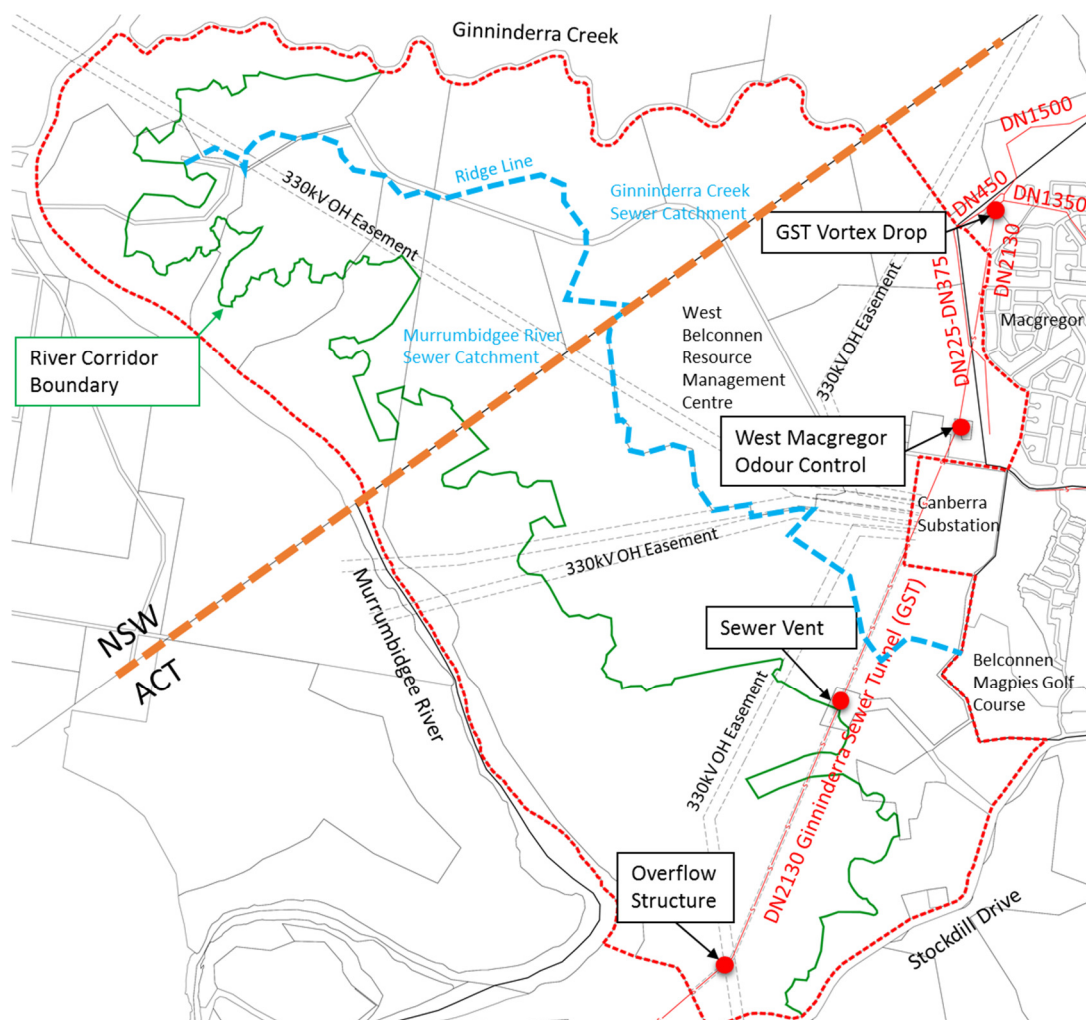 Ginninderra Creek
DN1500
DN450
DN1350
Ridge Line
330kV OH Easement
Ginninderra Creek
Sewer Catchment
GST Vortex Drop
DN2130
DN225-DN375
Macgregor
330kV OH Easement
West
Belconnen
Resource
Management
Centre
Murrumbidgee River
Sewer Catchment
River Corridor
Boundary
West Macgregor
Odour Control
Canberra
Substation
330kV OH Easement
NSW
ACT
Murrumbidgee River
Sewer Vent
Belconnen
Magpies Golf
Course
330kV OH Easement
DN2130 Ginninderra Sewer Tunnel (GST)
Overflow
Structure
Stockdill Drive